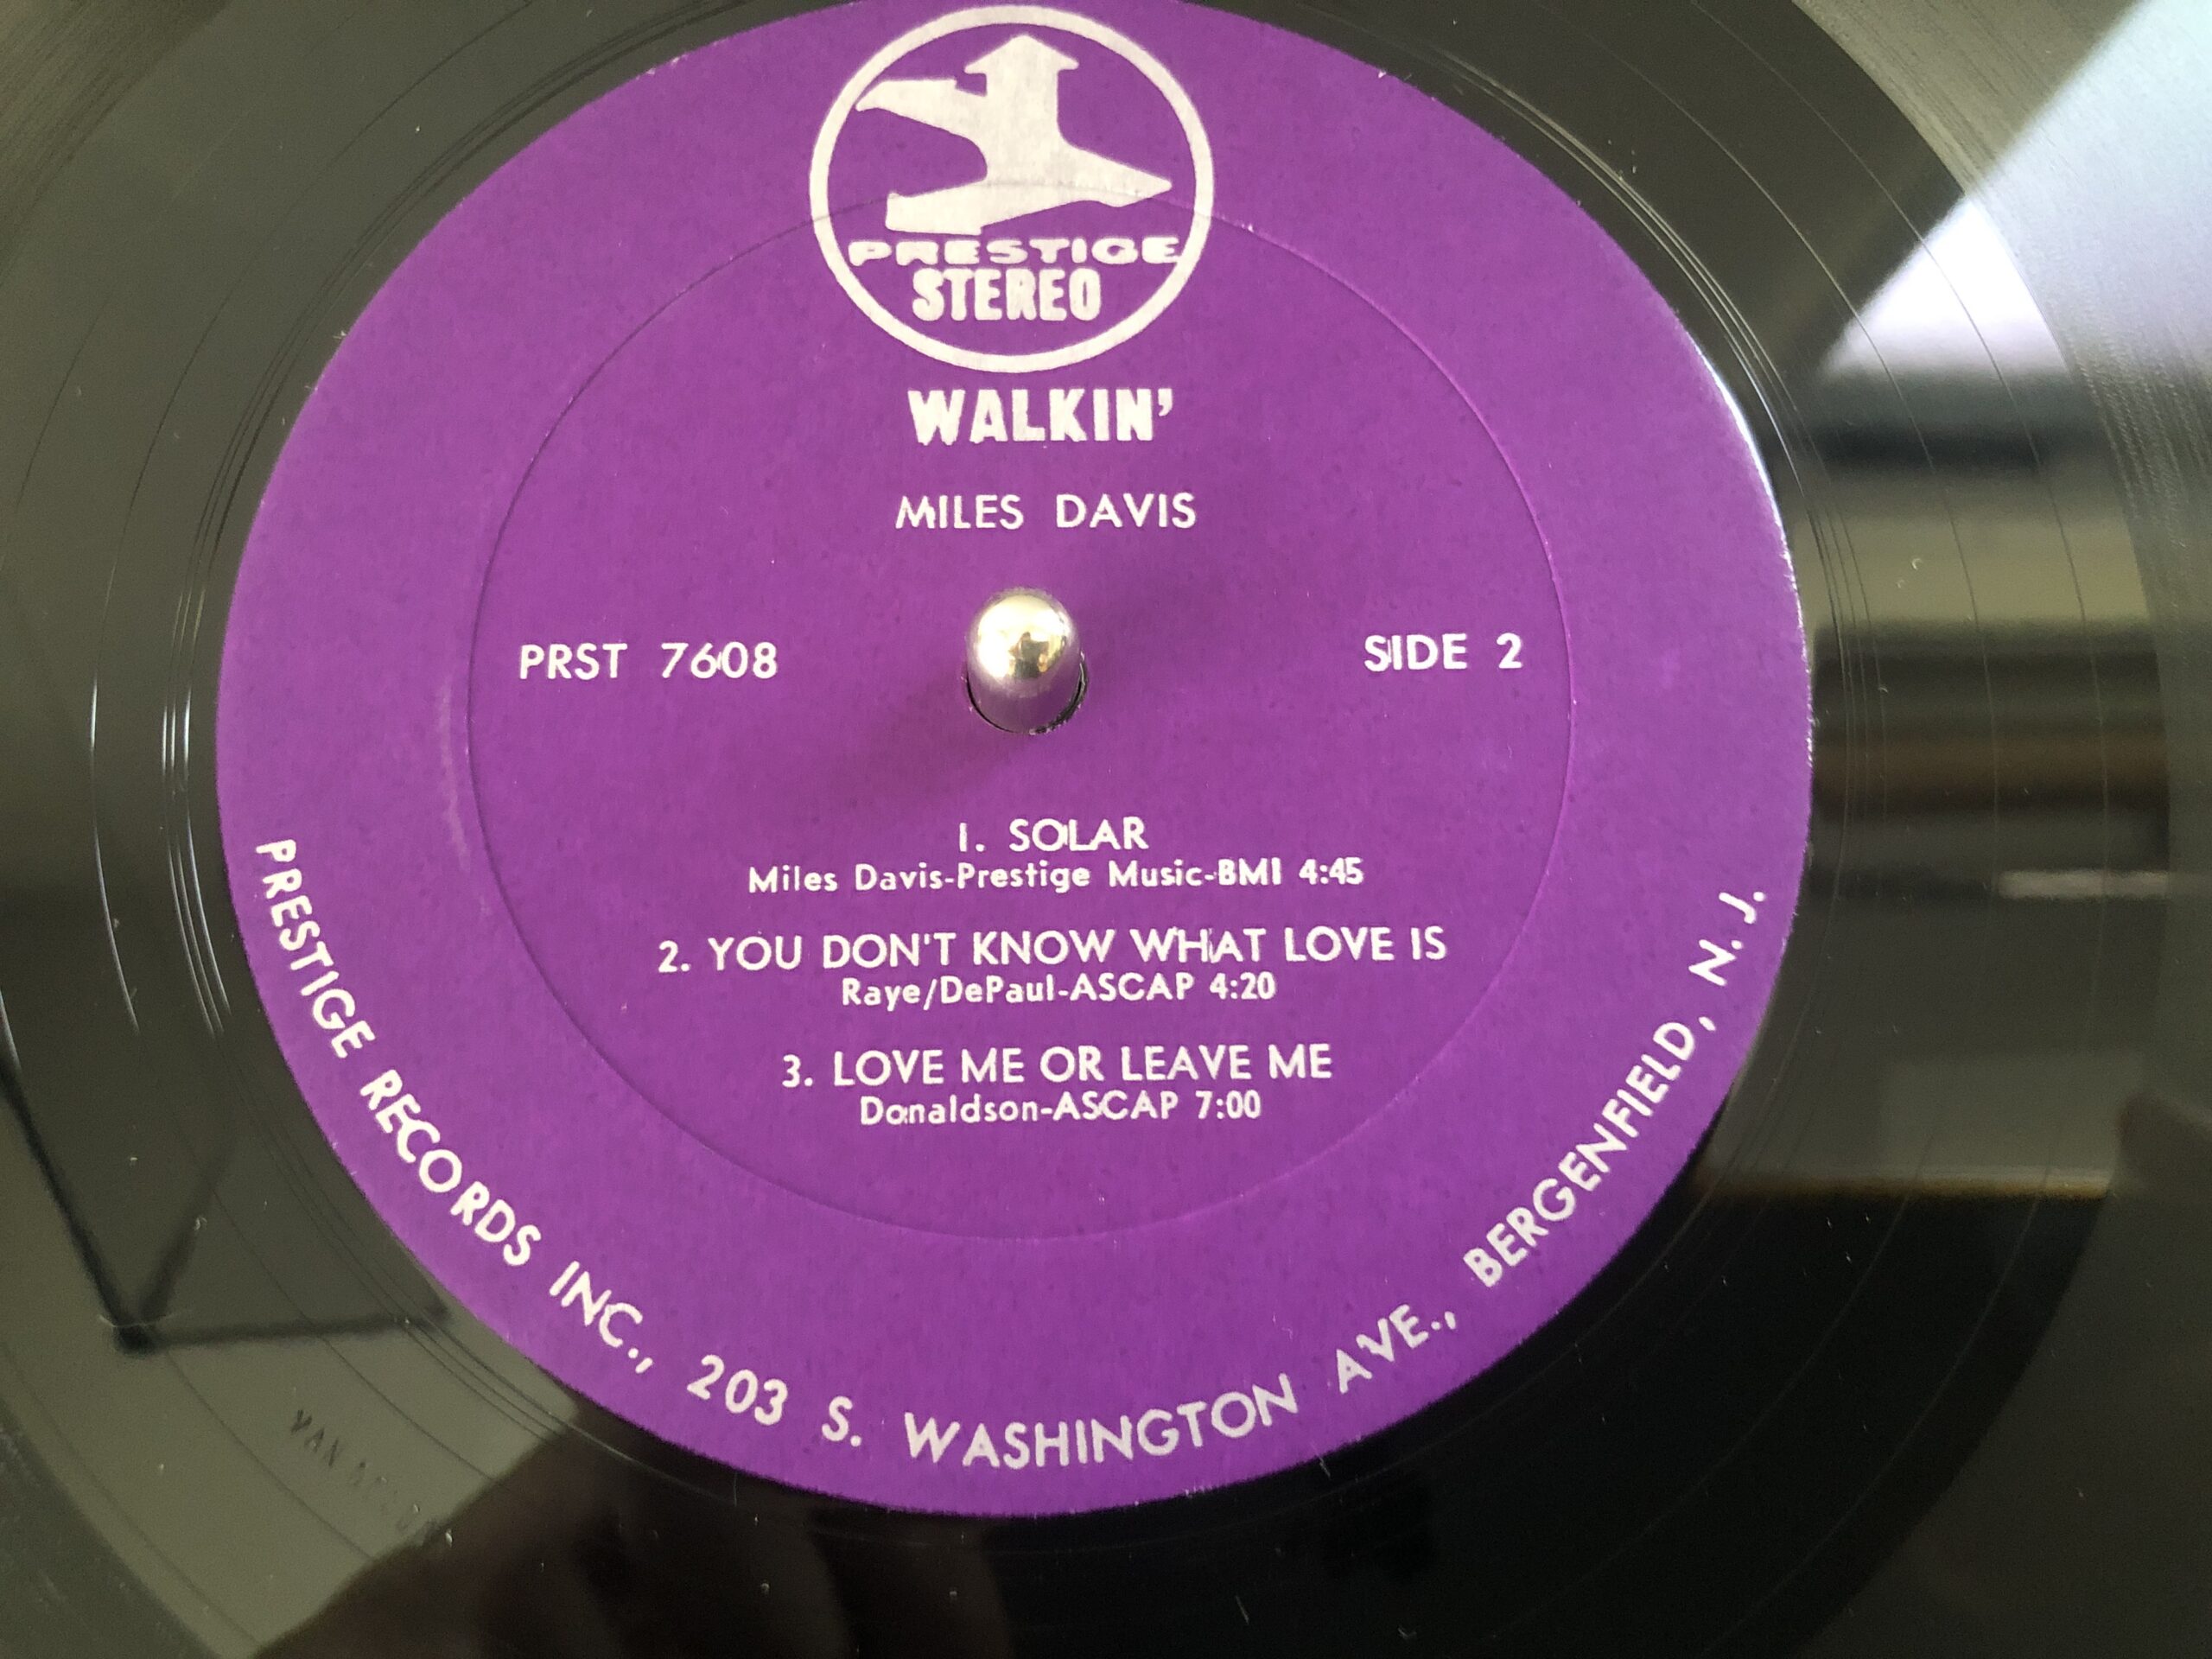 PRESTIGE
STEREO
WALKIN'
MILES DAVIS
PRST 7608
SIDE 2
1. SOLAR
Miles Davis-Prestige Music-BMI 4:45
2. YOU DON'T KNOW WHAT LOVE IS
Raye/DePaul-ASCAP 4:20
3. LOVE ME OR LEAVE ME
Donaldson-ASCAP 7:00
PRESTIGE RECORDS INC., 203 S. WASHINGTON AVE., BERGENFIELD, N. J.
VAN